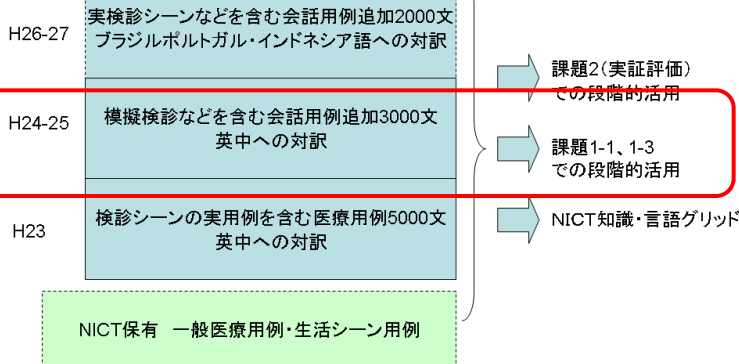 H26-27
実検診シーンなどを含む会話用例追加2000文
ブラジルポルトガル・インドネシア語への対訳
課題2(実証評価)
での段階的活用
H24-25
模擬検診などを含む会話用例追加3000文
英中への対訳
課題1-1、1-3
での段階的活用
H23
検診シーンの実用例を含む医療用例5000文
英中への対訳
NICT知識・言語グリッド
NICT保有 一般医療用例・生活シーン用例